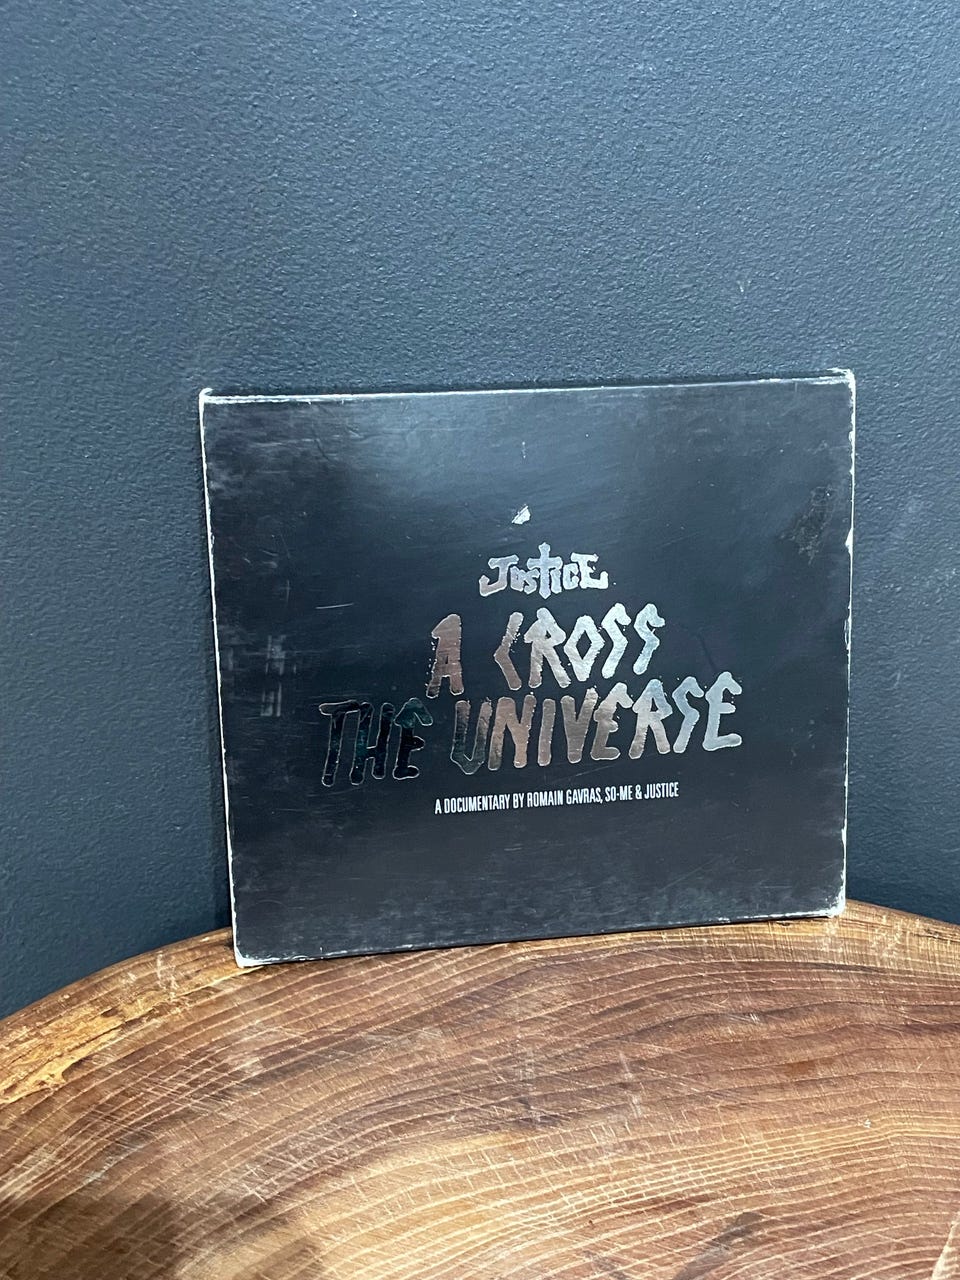 JUSTICE
A CROSS
THE UNIVERSE
A DOCUMENTARY BY ROMAIN GAVRAS, SO-ME & JUSTICE